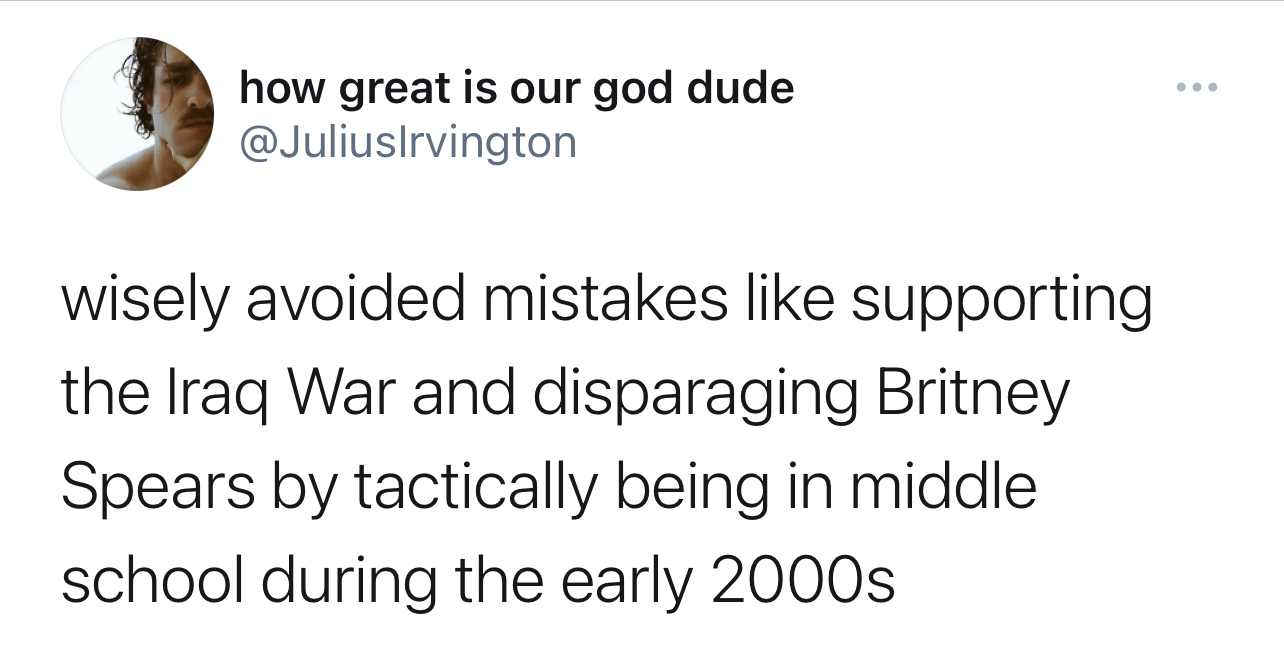 how great is our god dude
@JuliusIrvington
wisely avoided mistakes like supporting
the Iraq War and disparaging Britney
Spears by tactically being in middle
school during the early 2000s